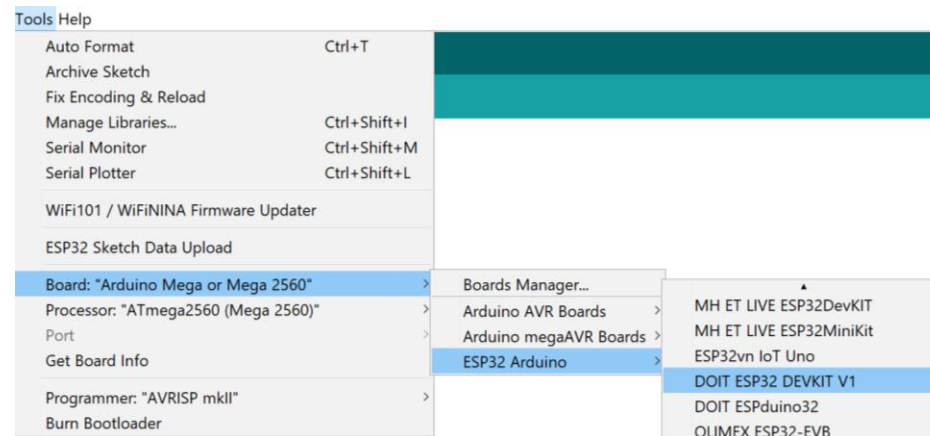 Tools Help
Auto Format Ctrl+T
Archive Sketch
Fix Encoding & Reload
Manage Libraries... Ctrl+Shift+I
Serial Monitor Ctrl+Shift+M
Serial Plotter Ctrl+Shift+L
WiFi101 / WiFiNINA Firmware Updater
ESP32 Sketch Data Upload
Board: "Arduino Mega or Mega 2560"
Processor: "ATmega2560 (Mega 2560)"
Port
Get Board Info
Programmer: "AVRISP mkII"
Burn Bootloader
Boards Manager...
Arduino AVR Boards
Arduino megaAVR Boards
ESP32 Arduino
MH ET LIVE ESP32DevKIT
MH ET LIVE ESP32MiniKit
ESP32vn IoT Uno
DOIT ESP32 DEVKIT V1
DOIT ESPduino32
OLIMEX ESP32-EVB